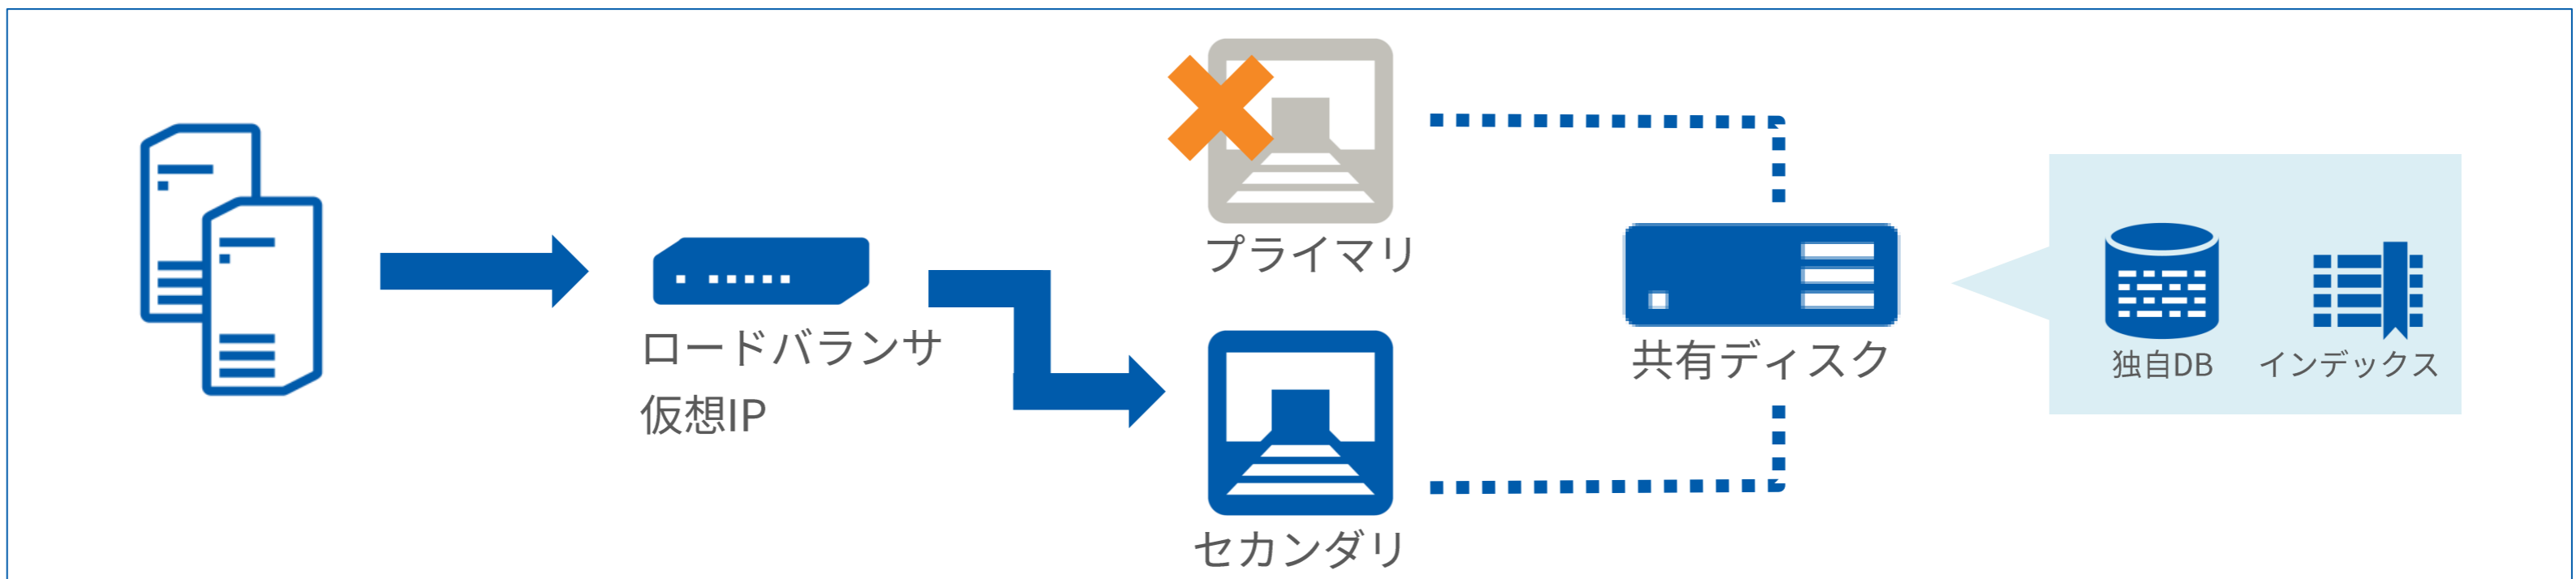 プライマリ
ロードバランサ
仮想IP
セカンダリ
共有ディスク
独自DB
インデックス